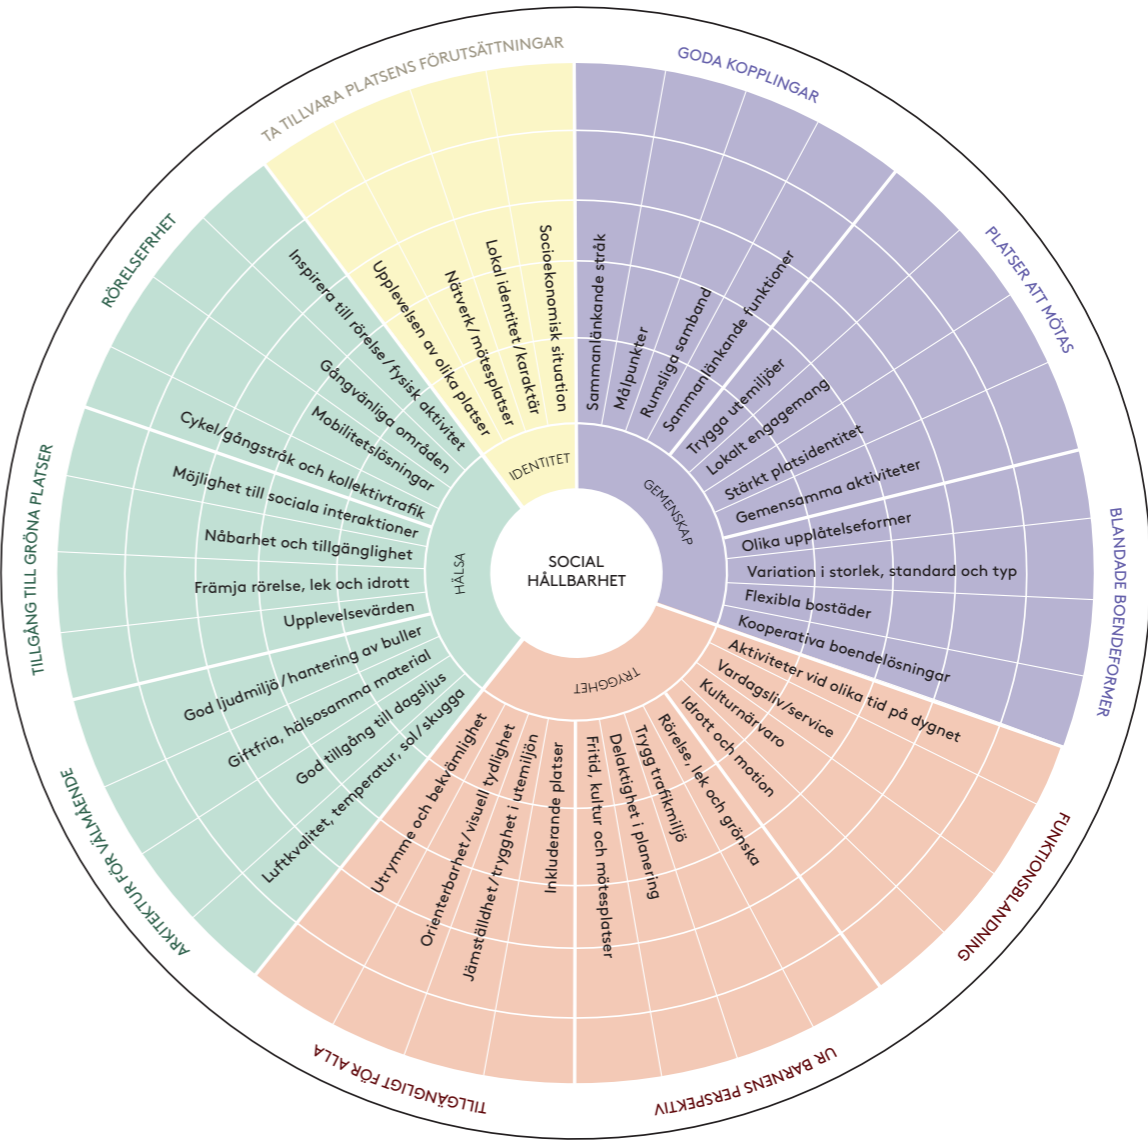 SOCIAL
HÅLLBARHET
IDENTITET
GEMENSKAP
TRYGGHET
HÄLSA
TA TILLVARA PLATSENS FÖRUTSÄTTNINGAR
Upplevelsen av olika platser
Nätverk/mötesplatser
Lokal identitet/karaktär
Socioekonomisk situation
GODA KOPPLINGAR
Sammanlänkande stråk
Målpunkter
Rumsliga samband
Sammanlänkande funktioner
PLATSER ATT MÖTAS
Trygga utemiljöer
Lokalt engagemang
Stärkt platsidentitet
Gemensamma aktiviteter
BLANDADE BOENDEFORMER
Olika upplåtelseformer
Variation i storlek, standard och typ
Flexibla bostäder
Kooperativa boendelösningar
FUNKTIONSBLANDNING
Aktiviteter vid olika tid på dygnet
Vardagsliv/service
Kulturnärvaro
Idrott och motion
UR BARNENS PERSPEKTIV
Rörelse, lek och grönska
Trygg trafikmiljö
Delaktighet i planering
Fritid, kultur och mötesplatser
TILLGÄNGLIGT FÖR ALLA
Inkluderande platser
Jämställdhet/trygghet i utemiljön
Orienterbarhet/visuell tydlighet
Utrymme och bekvämlighet
ARKITEKTUR FÖR VÄLMÅENDE
Luftkvalitet, temperatur, sol/skugga
God tillgång till dagsljus
Giftfria, hälsosamma material
God ljudmiljö/hantering av buller
TILLGÅNG TILL GRÖNA PLATSER
Upplevelsevärden
Främja rörelse, lek och idrott
Nåbarhet och tillgänglighet
Möjlighet till sociala interaktioner
RÖRELSEFRHET
Cykel/gångstråk och kollektivtrafik
Mobilitetslösningar
Gångvänliga områden
Inspirera till rörelse/fysisk aktivitet